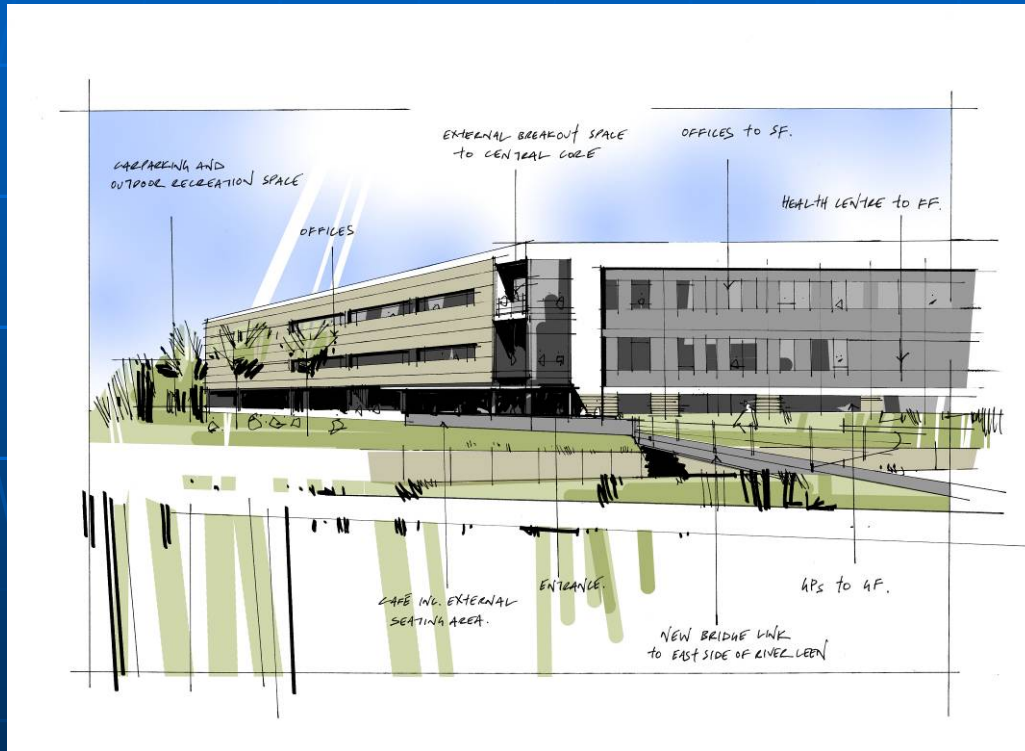 EXTERNAL BREAKOUT SPACE
to CENTRAL CORE
OFFICES to SF.
CARPARKING AND
OUTDOOR RECREATION SPACE
HEALTH CENTRE to FF.
OFFICES
ENTRANCE.
GPs to GF.
CAFÉ INC. EXTERNAL
SEATING AREA.
NEW BRIDGE LINK
to EAST SIDE OF RIVER LEEN